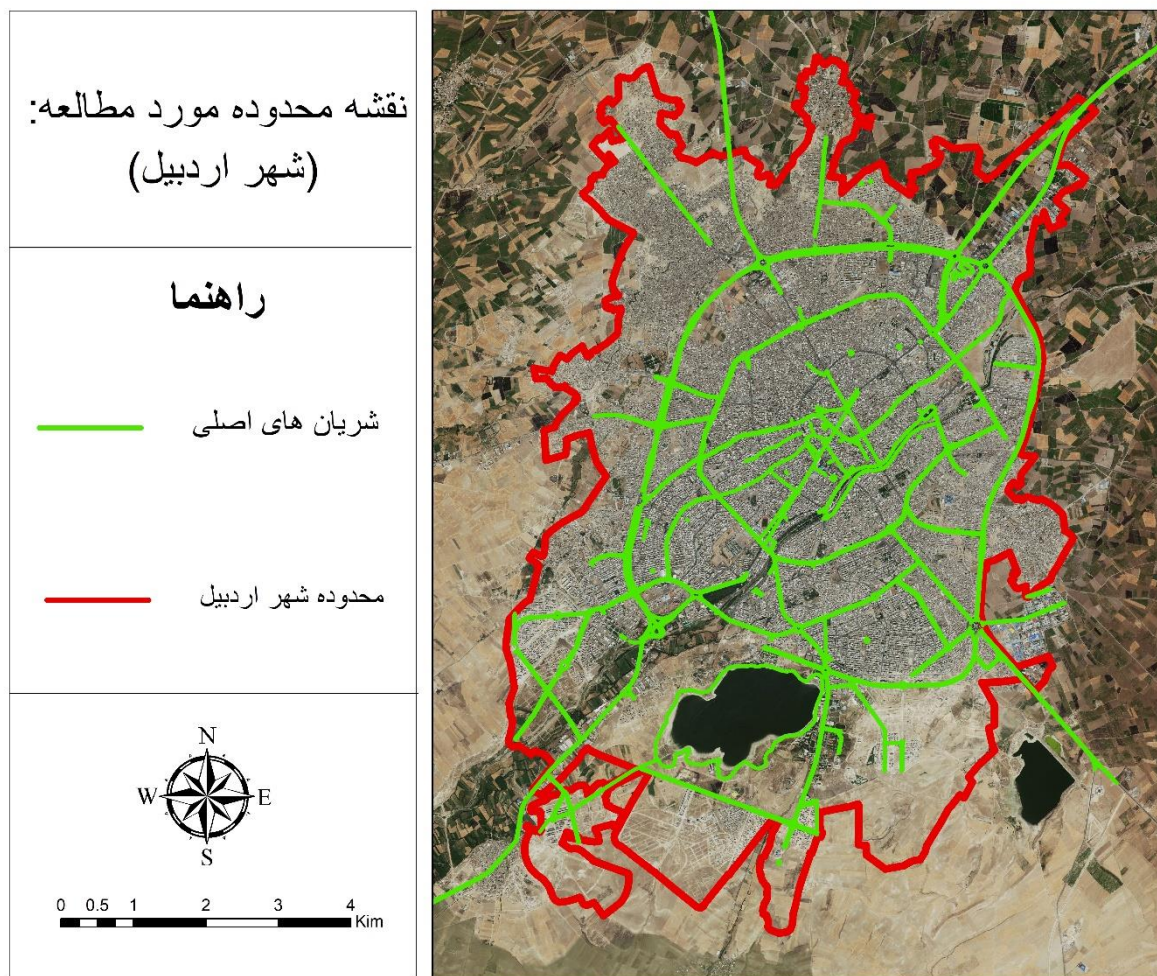 نقشه محدوده مورد مطالعه:
(شهر اردبیل)
راهنما
شریان های اصلی
محدوده شهر اردبیل
N
W E
S
0 0.5 1 2 3 4
Kim